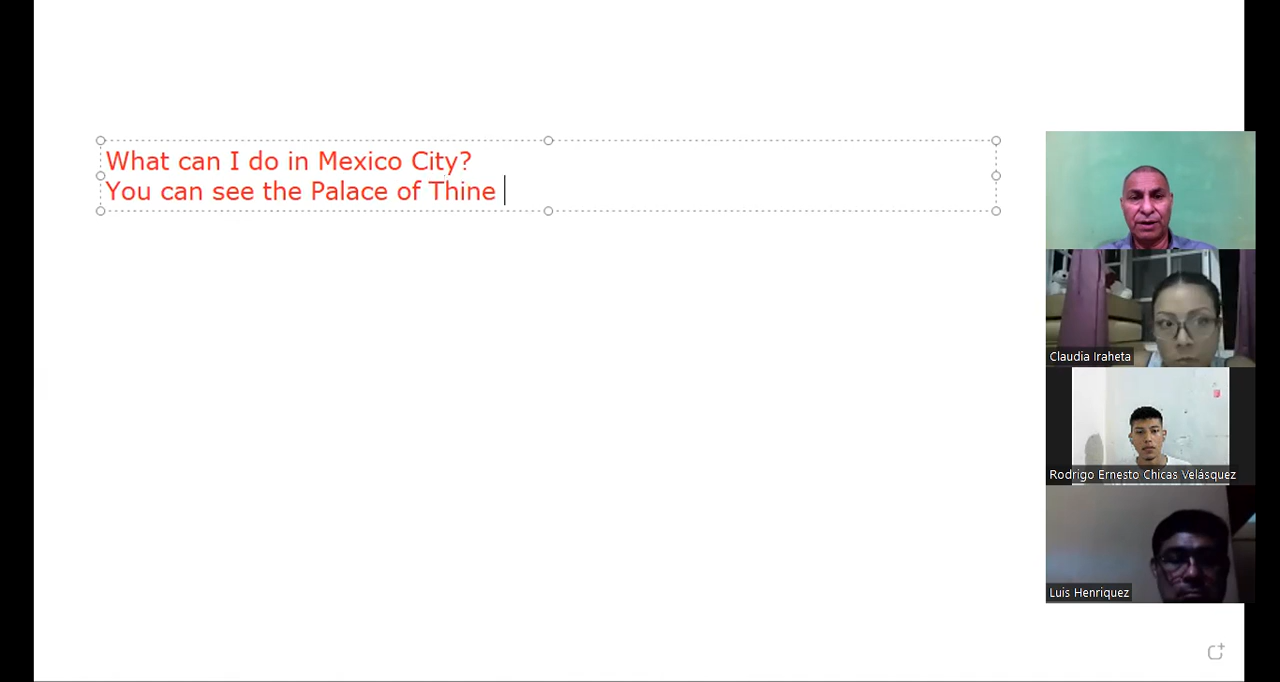 What can I do in Mexico City?
You can see the Palace of Thine
Claudia Iraheta
Rodrigo Ernesto Chicas Velásquez
Luis Henriquez